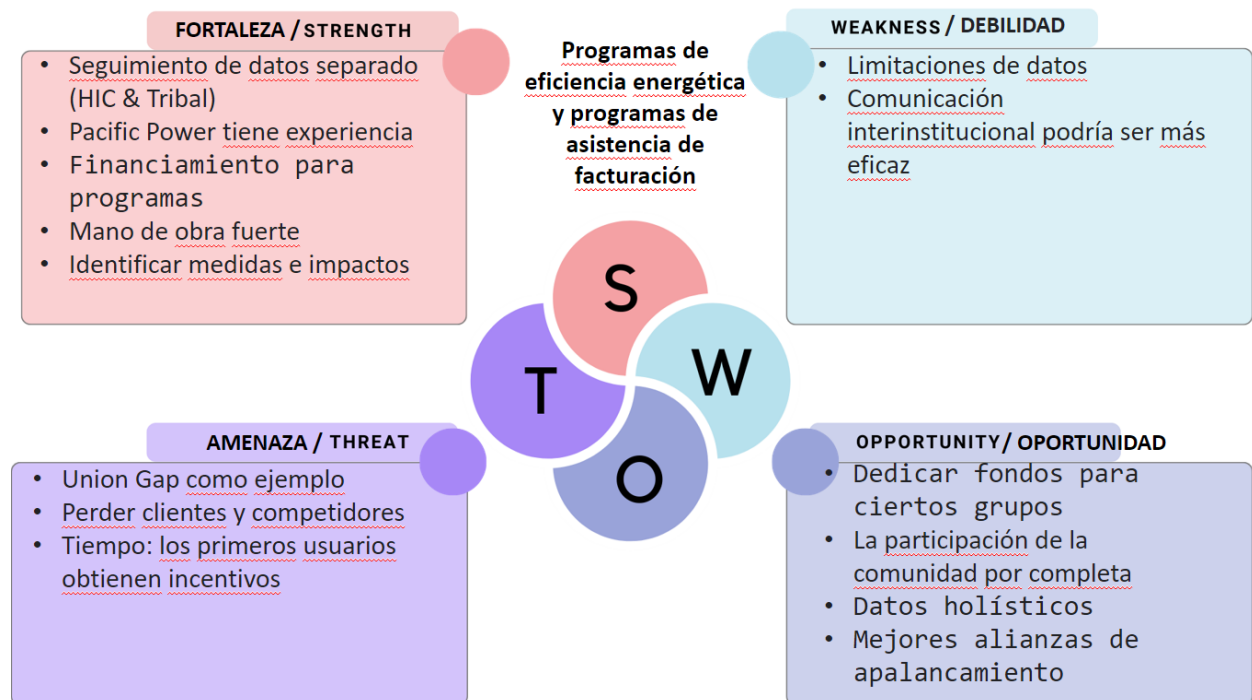 FORTALEZA / STRENGTH
• Seguimiento de datos separado
(HIC & Tribal)
• Pacific Power tiene experiencia
• Financiamiento para
programas
• Mano de obra fuerte
• Identificar medidas e impactos
Programas de
eficiencia energética
y programas de
asistencia de
facturación
WEAKNESS / DEBILIDAD
• Limitaciones de datos
• Comunicación
interinstitucional podría ser más
eficaz
S
W
T
O
AMENAZA / THREAT
• Union Gap como ejemplo
• Perder clientes y competidores
• Tiempo: los primeros usuarios
obtienen incentivos
OPPORTUNITY / OPORTUNIDAD
• Dedicar fondos para
ciertos grupos
• La participación de la
comunidad por completa
• Datos holísticos
• Mejores alianzas de
apalancamiento